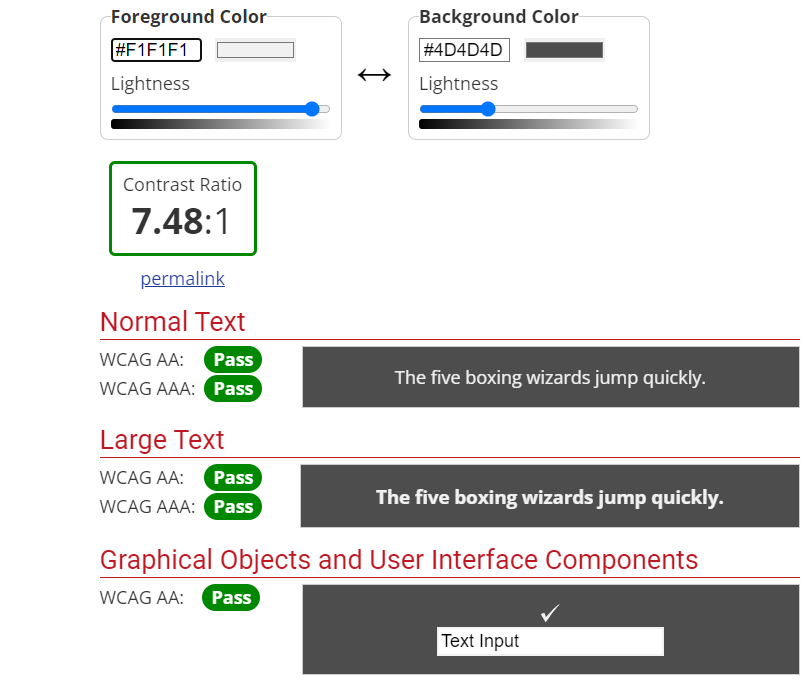 Foreground Color
Background Color
#F1F1F1
#4D4D4D
Lightness
Lightness
Contrast Ratio
7.48:1
permalink
Normal Text
WCAG AA: Pass
WCAG AAA: Pass
The five boxing wizards jump quickly.
Large Text
WCAG AA: Pass
WCAG AAA: Pass
The five boxing wizards jump quickly.
Graphical Objects and User Interface Components
WCAG AA: Pass
Text Input